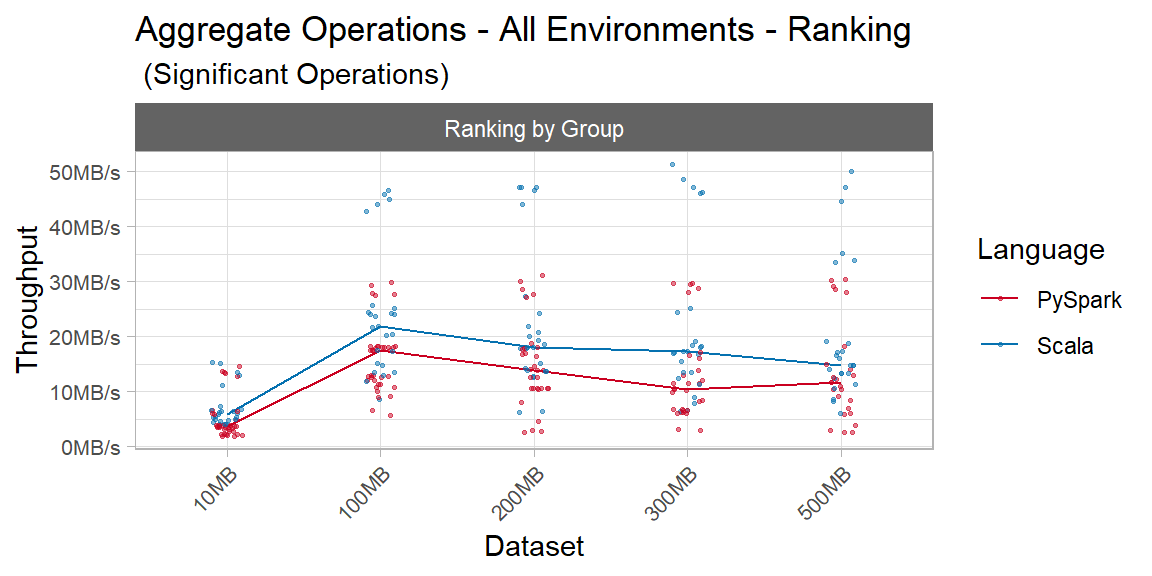 Aggregate Operations - All Environments - Ranking
(Significant Operations)
Ranking by Group
50MB/s
40MB/s
30MB/s
20MB/s
10MB/s
0MB/s
Throughput
10MB
100MB
200MB
300MB
500MB
Dataset
Language
PySpark
Scala